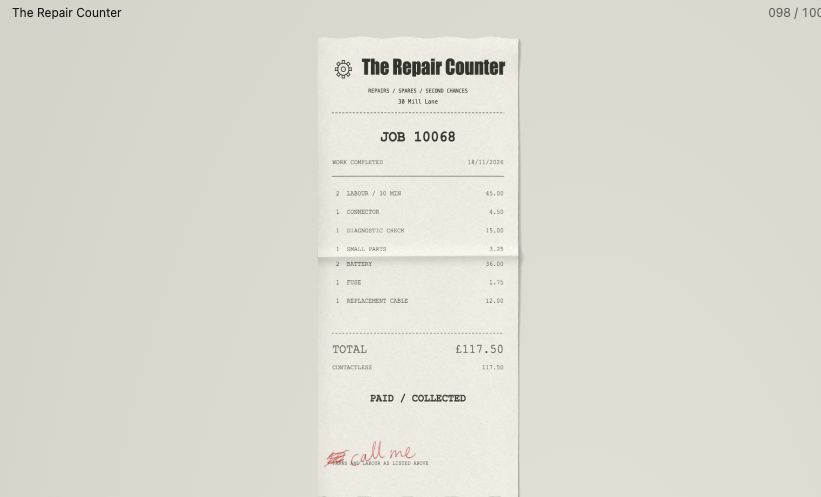 The Repair Counter
098 / 100
The Repair Counter
REPAIRS / SPARES / SECOND CHANCES
30 Mill Lane
JOB 10068
WORK COMPLETED 18/11/2026
2 LABOUR / 30 MIN 45.00
1 CONNECTOR 4.50
1 DIAGNOSTIC CHECK 15.00
1 SMALL PARTS 3.25
2 BATTERY 36.00
1 FUSE 1.75
1 REPLACEMENT CABLE 12.00
TOTAL £117.50
CONTACTLESS 117.50
PAID / COLLECTED
call me
AND LABOUR AS LISTED ABOVE